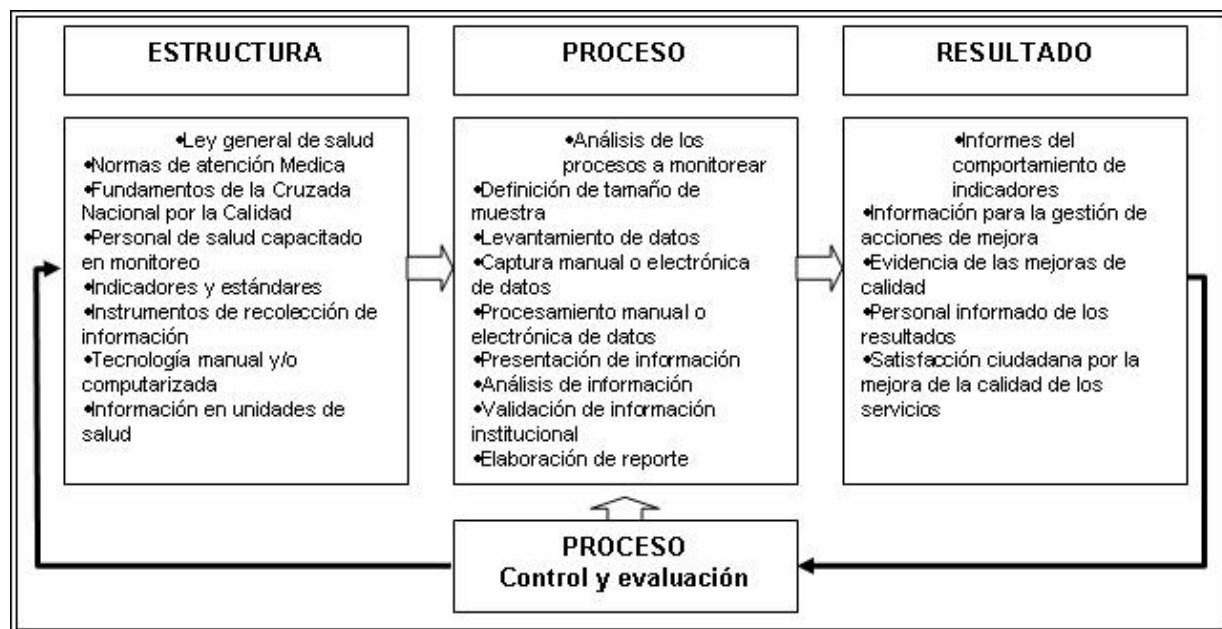 ESTRUCTURA
•Ley general de salud
•Normas de atención Medica
•Fundamentos de la Cruzada
Nacional por la Calidad
•Personal de salud capacitado
en monitoreo
•Indicadores y estándares
•Instrumentos de recolección de
información
•Tecnología manual y/o
computarizada
•Información en unidades de
salud
PROCESO
•Análisis de los
procesos a monitorear
•Definición de tamaño de
muestra
•Levantamiento de datos
•Captura manual o electrónica
de datos
•Procesamiento manual o
electrónica de datos
•Presentación de información
•Análisis de información
•Validación de información
institucional
•Elaboración de reporte
RESULTADO
•Informes del
comportamiento de
indicadores
•Información para la gestión de
acciones de mejora
•Evidencia de las mejoras de
calidad
•Personal informado de los
resultados
•Satisfacción ciudadana por la
mejora de la calidad de los
servicios
PROCESO
Control y evaluación